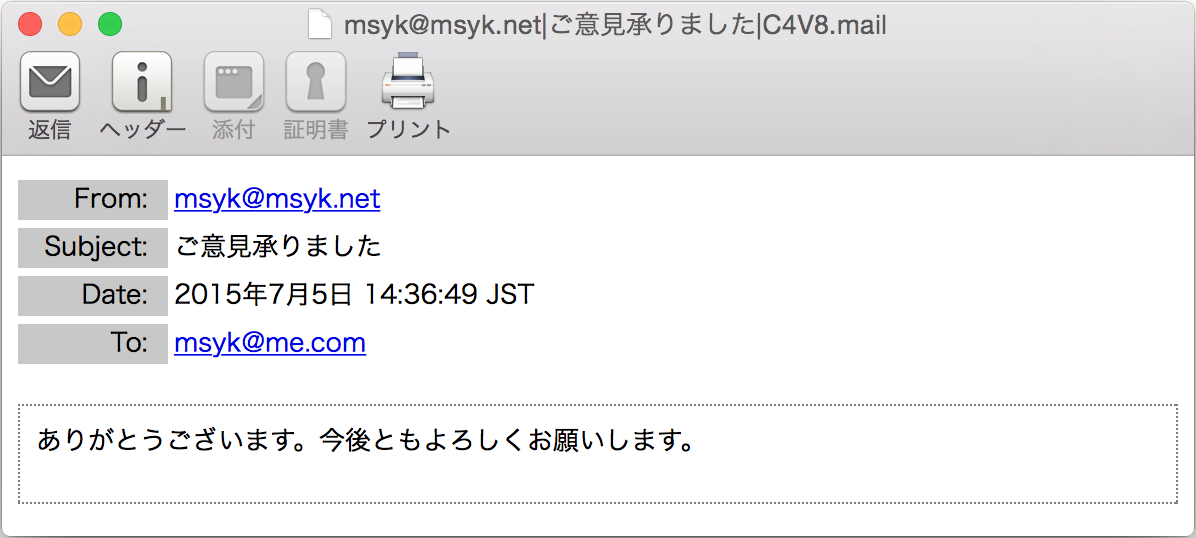 msyk@msyk.net|ご意見承りました|C4V8.mail
返信 ヘッダー 添付 証明書 プリント
From: msyk@msyk.net
Subject: ご意見承りました
Date: 2015年7月5日 14:36:49 JST
To: msyk@me.com
ありがとうございます。今後ともよろしくお願いします。